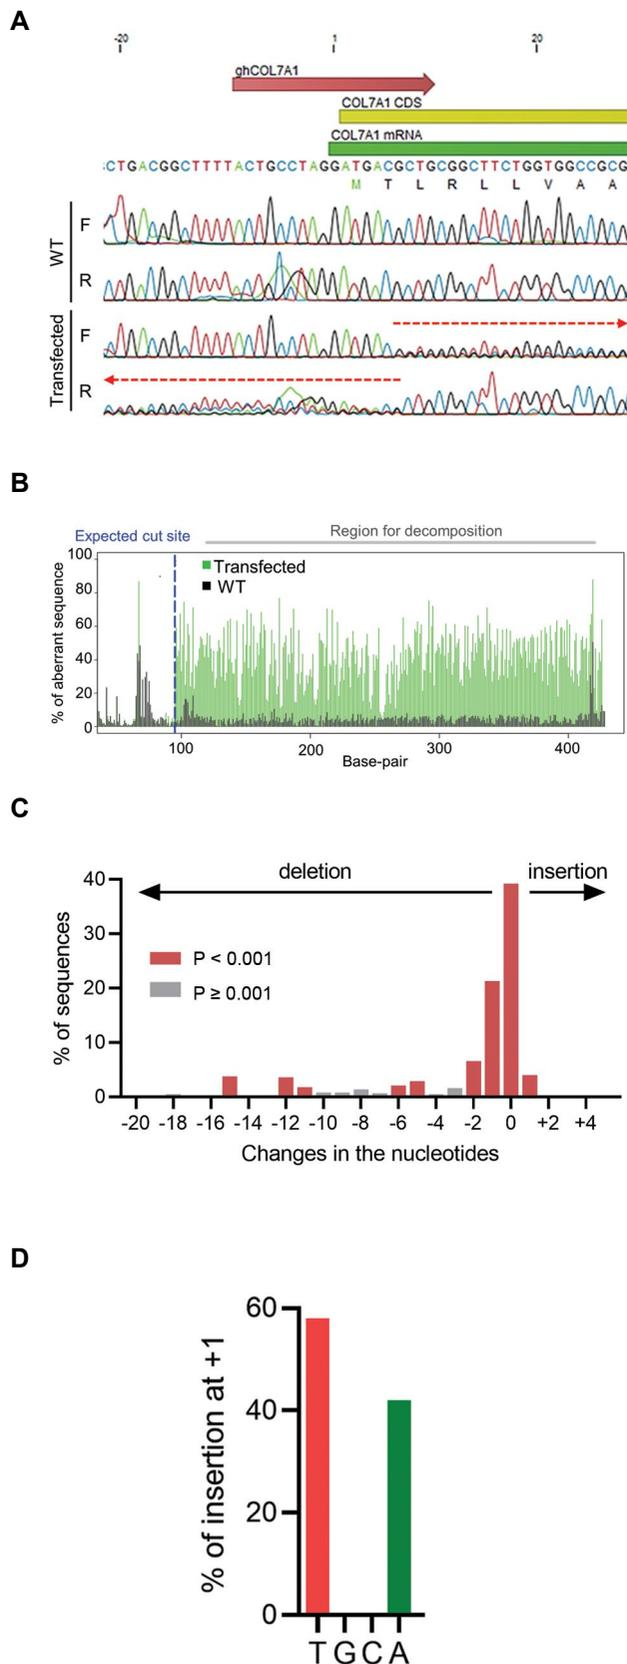 A
-20 1 20
ghCOL7A1
COL7A1 CDS
COL7A1 mRNA
CTGACGGCTTTTACTGCCTAGGATGACGCTGCGGCTTCTGGTGGCCGCG
M T L R L L V A A
WT
F
R
Transfected
F
R
B
Expected cut site
Region for decomposition
% of aberrant sequence
100
80
60
40
20
0
Transfected
WT
100 200 300 400
Base-pair
C
deletion insertion
% of sequences
40
30
20
10
0
P < 0.001
P ≥ 0.001
-20 -18 -16 -14 -12 -10 -8 -6 -4 -2 0 +2 +4
Changes in the nucleotides
D
% of insertion at +1
60
40
20
0
T G C A